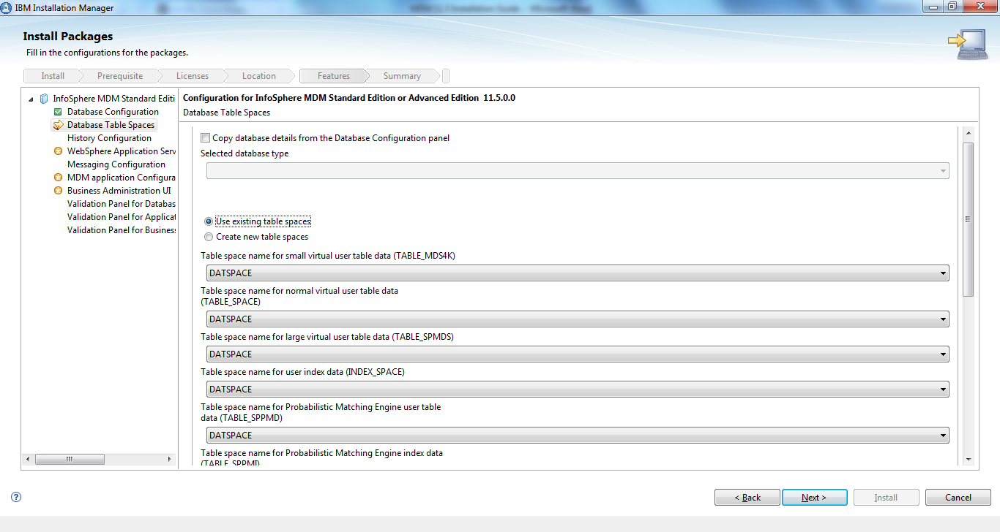 IBM Installation Manager
Install Packages
Fill in the configurations for the packages.
Install
Prerequisite
Licenses
Location
Features
Summary
InfoSphere MDM Standard Editi
Database Configuration
Database Table Spaces
History Configuration
WebSphere Application Serv
Messaging Configuration
MDM application Configura
Business Administration UI
Validation Panel for Databas
Validation Panel for Applicat
Validation Panel for Business
Configuration for InfoSphere MDM Standard Edition or Advanced Edition 11.5.0.0
Database Table Spaces
Copy database details from the Database Configuration panel
Selected database type
Use existing table spaces
Create new table spaces
Table space name for small virtual user table data (TABLE_MDS4K)
DATSPACE
Table space name for normal virtual user table data
(TABLE_SPACE)
DATSPACE
Table space name for large virtual user table data (TABLE_SPMDS)
DATSPACE
Table space name for user index data (INDEX_SPACE)
DATSPACE
Table space name for Probabilistic Matching Engine user table
data (TABLE_SPPMD)
DATSPACE
Table space name for Probabilistic Matching Engine index data
(TABLE_SPPMI)
< Back
Next >
Install
Cancel